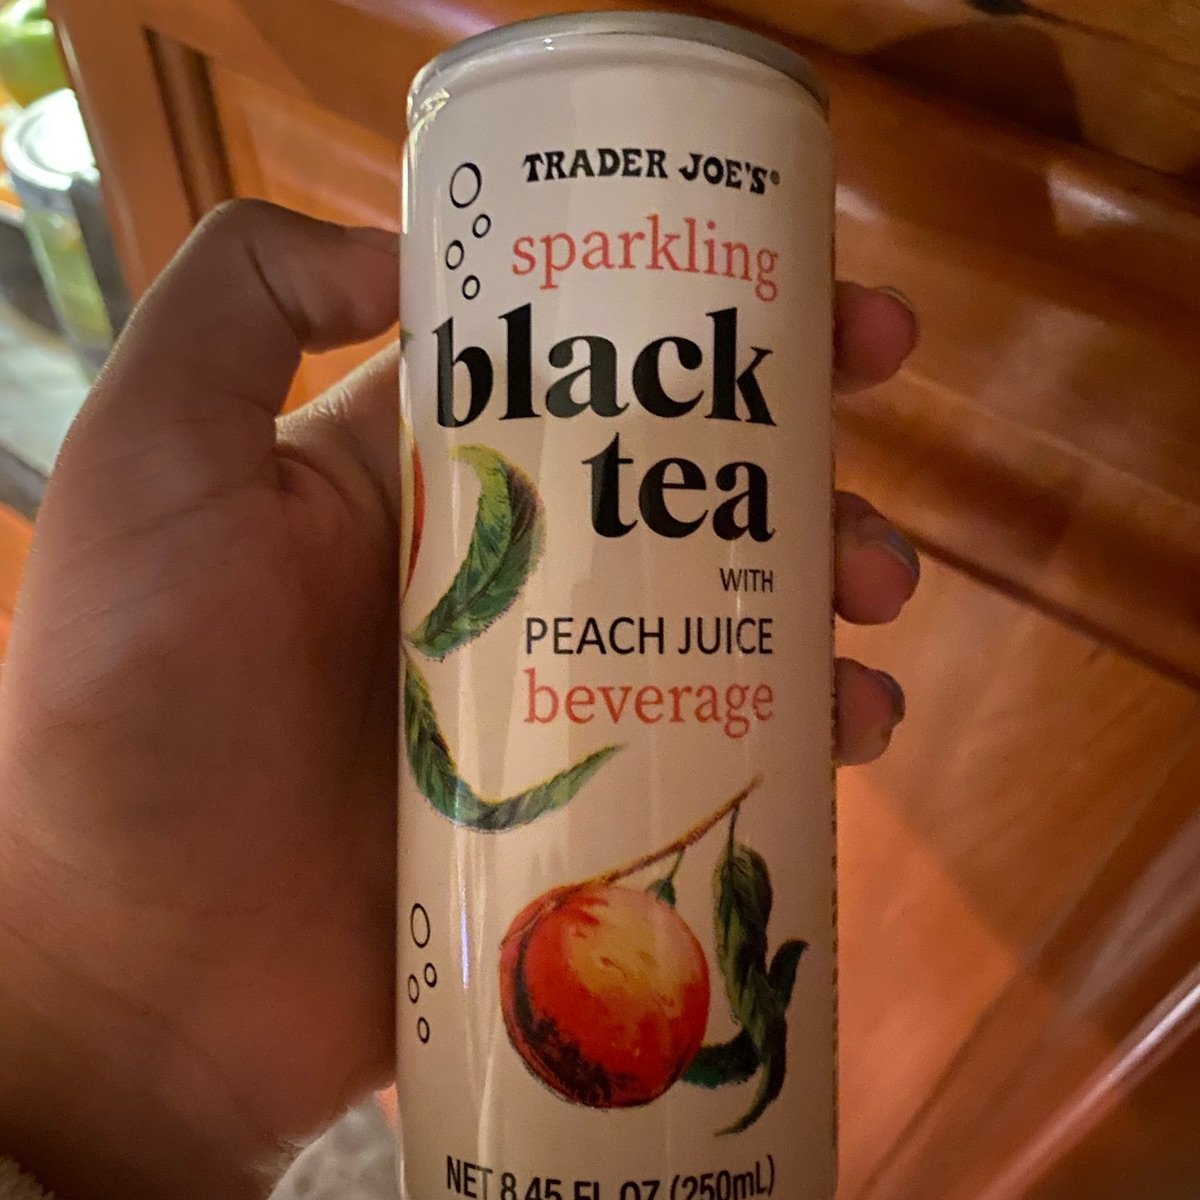 TRADER JOE'S®
sparkling
black
tea
WITH
PEACH JUICE
beverage
NET 8.45 FL OZ (250mL)